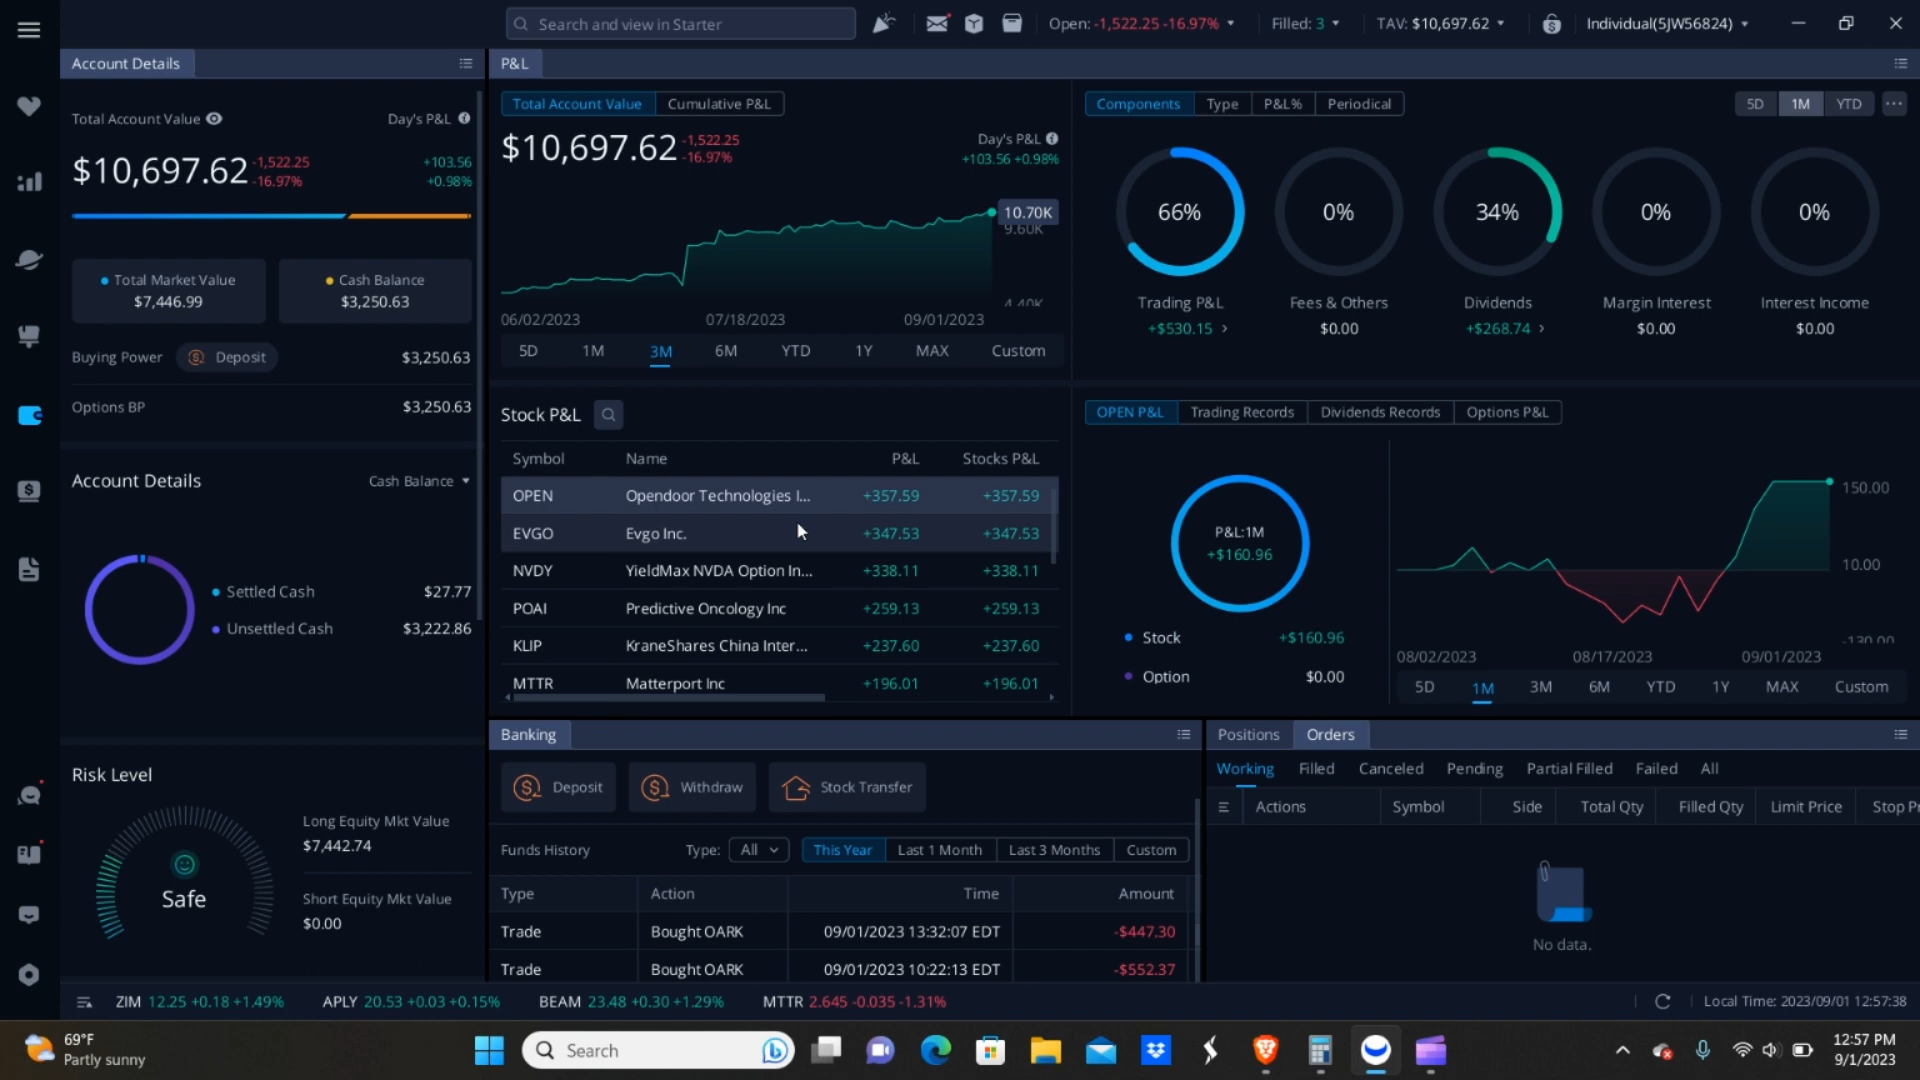 Search and view in Starter
Open: -1,522.25 -16.97%
Filled: 3
TAV: $10,697.62
Individual(5JW56824)
Account Details
Total Account Value
Day's P&L
$10,697.62
-1,522.25
-16.97%
+103.56
+0.98%
Total Market Value
$7,446.99
Cash Balance
$3,250.63
Buying Power
Deposit
$3,250.63
Options BP
$3,250.63
Account Details
Cash Balance
Settled Cash
$27.77
Unsettled Cash
$3,222.86
Risk Level
Safe
Long Equity Mkt Value
$7,442.74
Short Equity Mkt Value
$0.00
P&L
Total Account Value
Cumulative P&L
$10,697.62
-1,522.25
-16.97%
Day's P&L
+103.56 +0.98%
10.70K
9.60K
4.40K
06/02/2023
07/18/2023
09/01/2023
5D 1M 3M 6M YTD 1Y MAX Custom
Components
Type
P&L%
Periodical
5D 1M YTD
66%
0%
34%
0%
0%
Trading P&L
Fees & Others
Dividends
Margin Interest
Interest Income
+$530.15
$0.00
+$268.74
$0.00
$0.00
Stock P&L
Symbol Name P&L Stocks P&L
OPEN Opendoor Technologies I... +357.59 +357.59
EVGO Evgo Inc. +347.53 +347.53
NVDY YieldMax NVDA Option In... +338.11 +338.11
POAI Predictive Oncology Inc +259.13 +259.13
KLIP KraneShares China Inter... +237.60 +237.60
MTTR Matterport Inc +196.01 +196.01
OPEN P&L
Trading Records
Dividends Records
Options P&L
P&L:1M
+$160.96
Stock +$160.96
Option $0.00
150.00
10.00
-130.00
08/02/2023
08/17/2023
09/01/2023
5D 1M 3M 6M YTD 1Y MAX Custom
Banking
Deposit
Withdraw
Stock Transfer
Funds History
Type:
All
This Year
Last 1 Month
Last 3 Months
Custom
Type Action Time Amount
Trade Bought OARK 09/01/2023 13:32:07 EDT -$447.30
Trade Bought OARK 09/01/2023 10:22:13 EDT -$552.37
Positions
Orders
Working Filled Canceled Pending Partial Filled Failed All
Actions Symbol Side Total Qty Filled Qty Limit Price Stop Pr
No data.
ZIM 12.25 +0.18 +1.49%
APLY 20.53 +0.03 +0.15%
BEAM 23.48 +0.30 +1.29%
MTTR 2.645 -0.035 -1.31%
Local Time: 2023/09/01 12:57:38
69°F
Partly sunny
Search
12:57 PM
9/1/2023